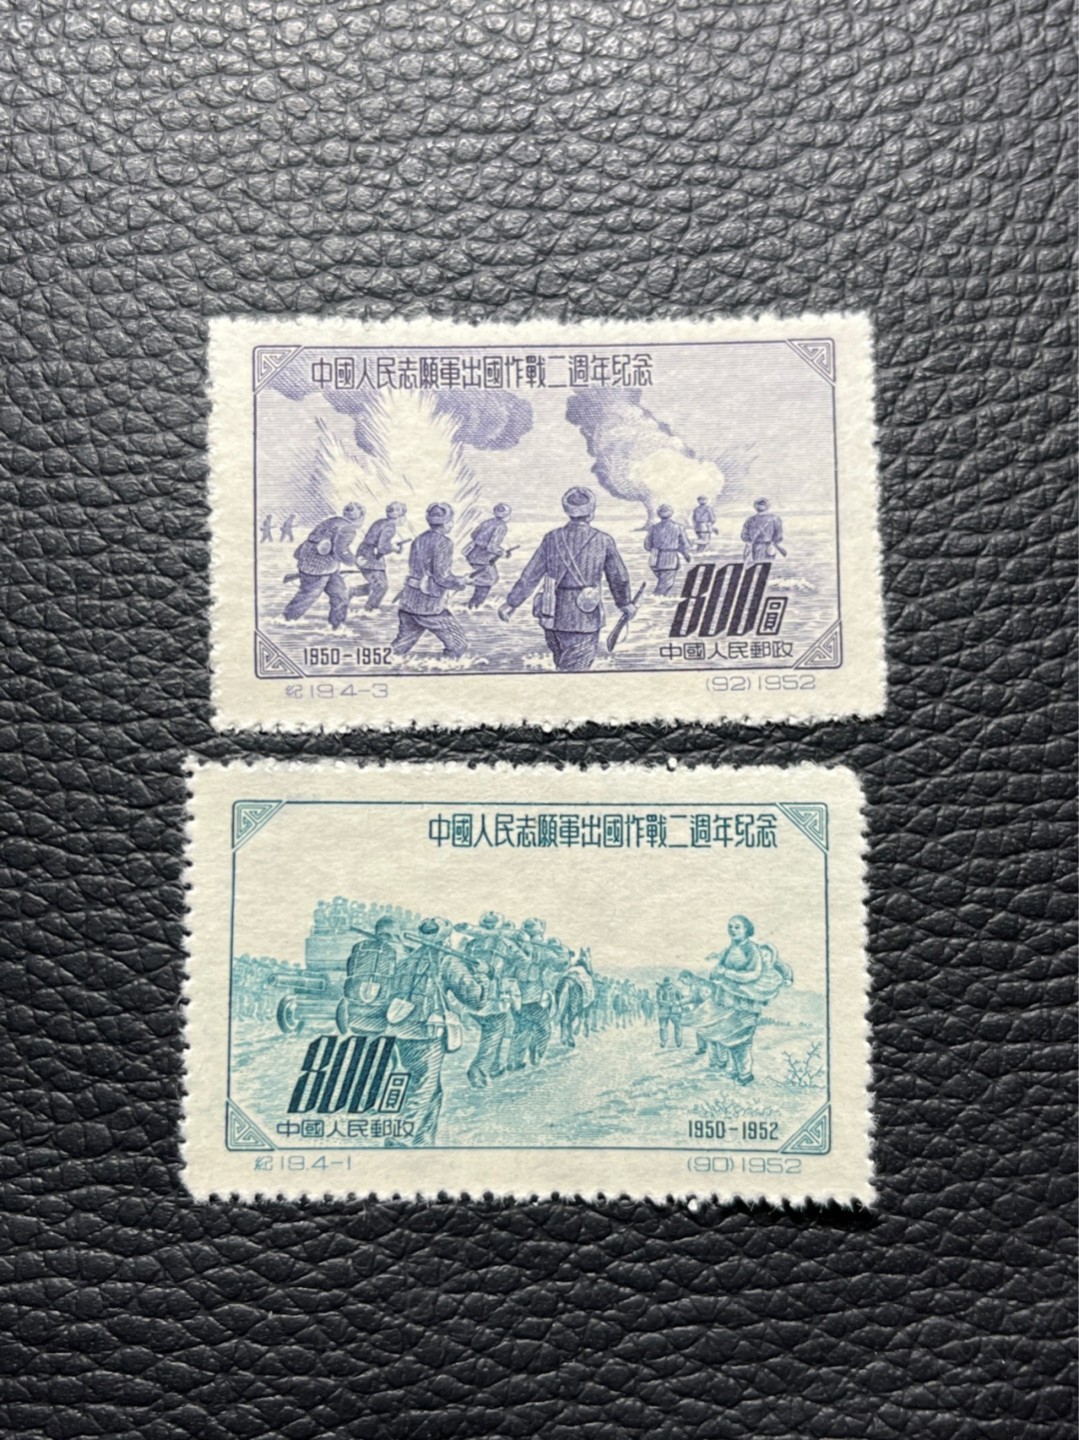 中國人民志願軍出國作戰二週年紀念
800圓
1950-1952
中國人民郵政
紀19.4-3
(92)1952
中國人民志願軍出國作戰二週年紀念
800圓
中國人民郵政
1950-1952
紀19.4-1
(90)1952